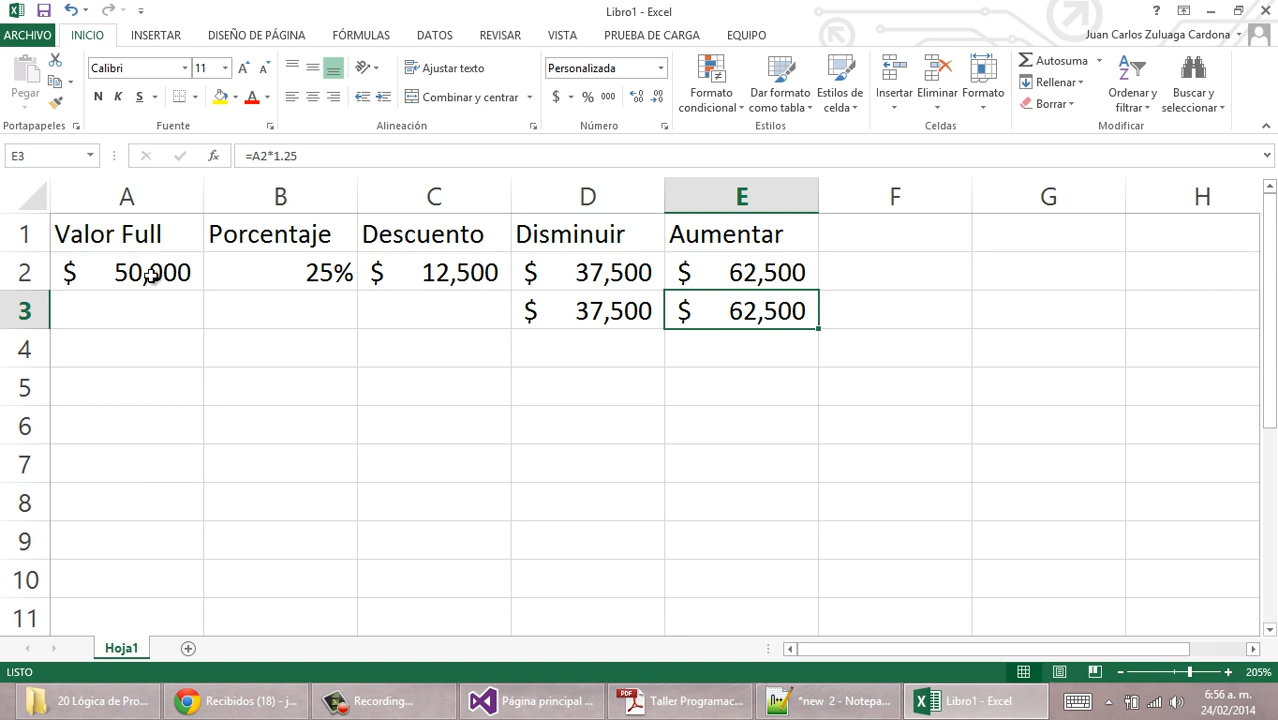 Libro1 - Excel
?
ARCHIVO INICIO INSERTAR DISEÑO DE PÁGINA FÓRMULAS DATOS REVISAR VISTA PRUEBA DE CARGA EQUIPO
Juan Carlos Zuluaga Cardona
Pegar
Calibri 11
N K S
Ajustar texto
Combinar y centrar
Personalizada
$ % 000
Formato condicional
Dar formato como tabla
Estilos de celda
Insertar Eliminar Formato
Autosuma
Rellenar
Borrar
Ordenar y filtrar
Buscar y seleccionar
Portapapeles Fuente Alineación Número Estilos Celdas Modificar
E3 fx =A2*1.25
A B C D E F G H
1 Valor Full Porcentaje Descuento Disminuir Aumentar
2 $ 50,000 25% $ 12,500 $ 37,500 $ 62,500
3 $ 37,500 $ 62,500
4
5
6
7
8
9
10
11
Hoja1
LISTO 205%
20 Lógica de Pro... Recibidos (18) - j... Recording... Página principal ... Taller Programac... *new 2 - Notepa... Libro1 - Excel
6:56 a. m.
24/02/2014